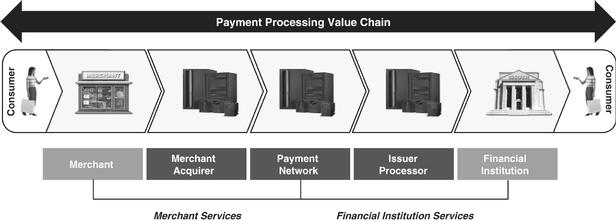 Payment Processing Value Chain
Consumer
MERCHANT
ISSUER
Consumer
Merchant
Merchant
Acquirer
Payment
Network
Issuer
Processor
Financial
Institution
Merchant Services
Financial Institution Services